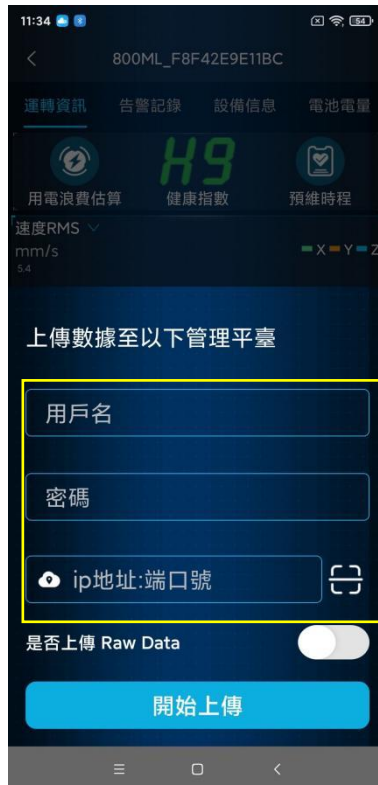 11:34
54
800ML_F8F42E9E11BC
運轉資訊 告警記錄 設備信息 電池電量
H9
用電浪費估算 健康指數 預維時程
速度RMS
mm/s X Y Z
5.4
上傳數據至以下管理平臺
用戶名
密碼
ip地址:端口號
是否上傳 Raw Data
開始上傳